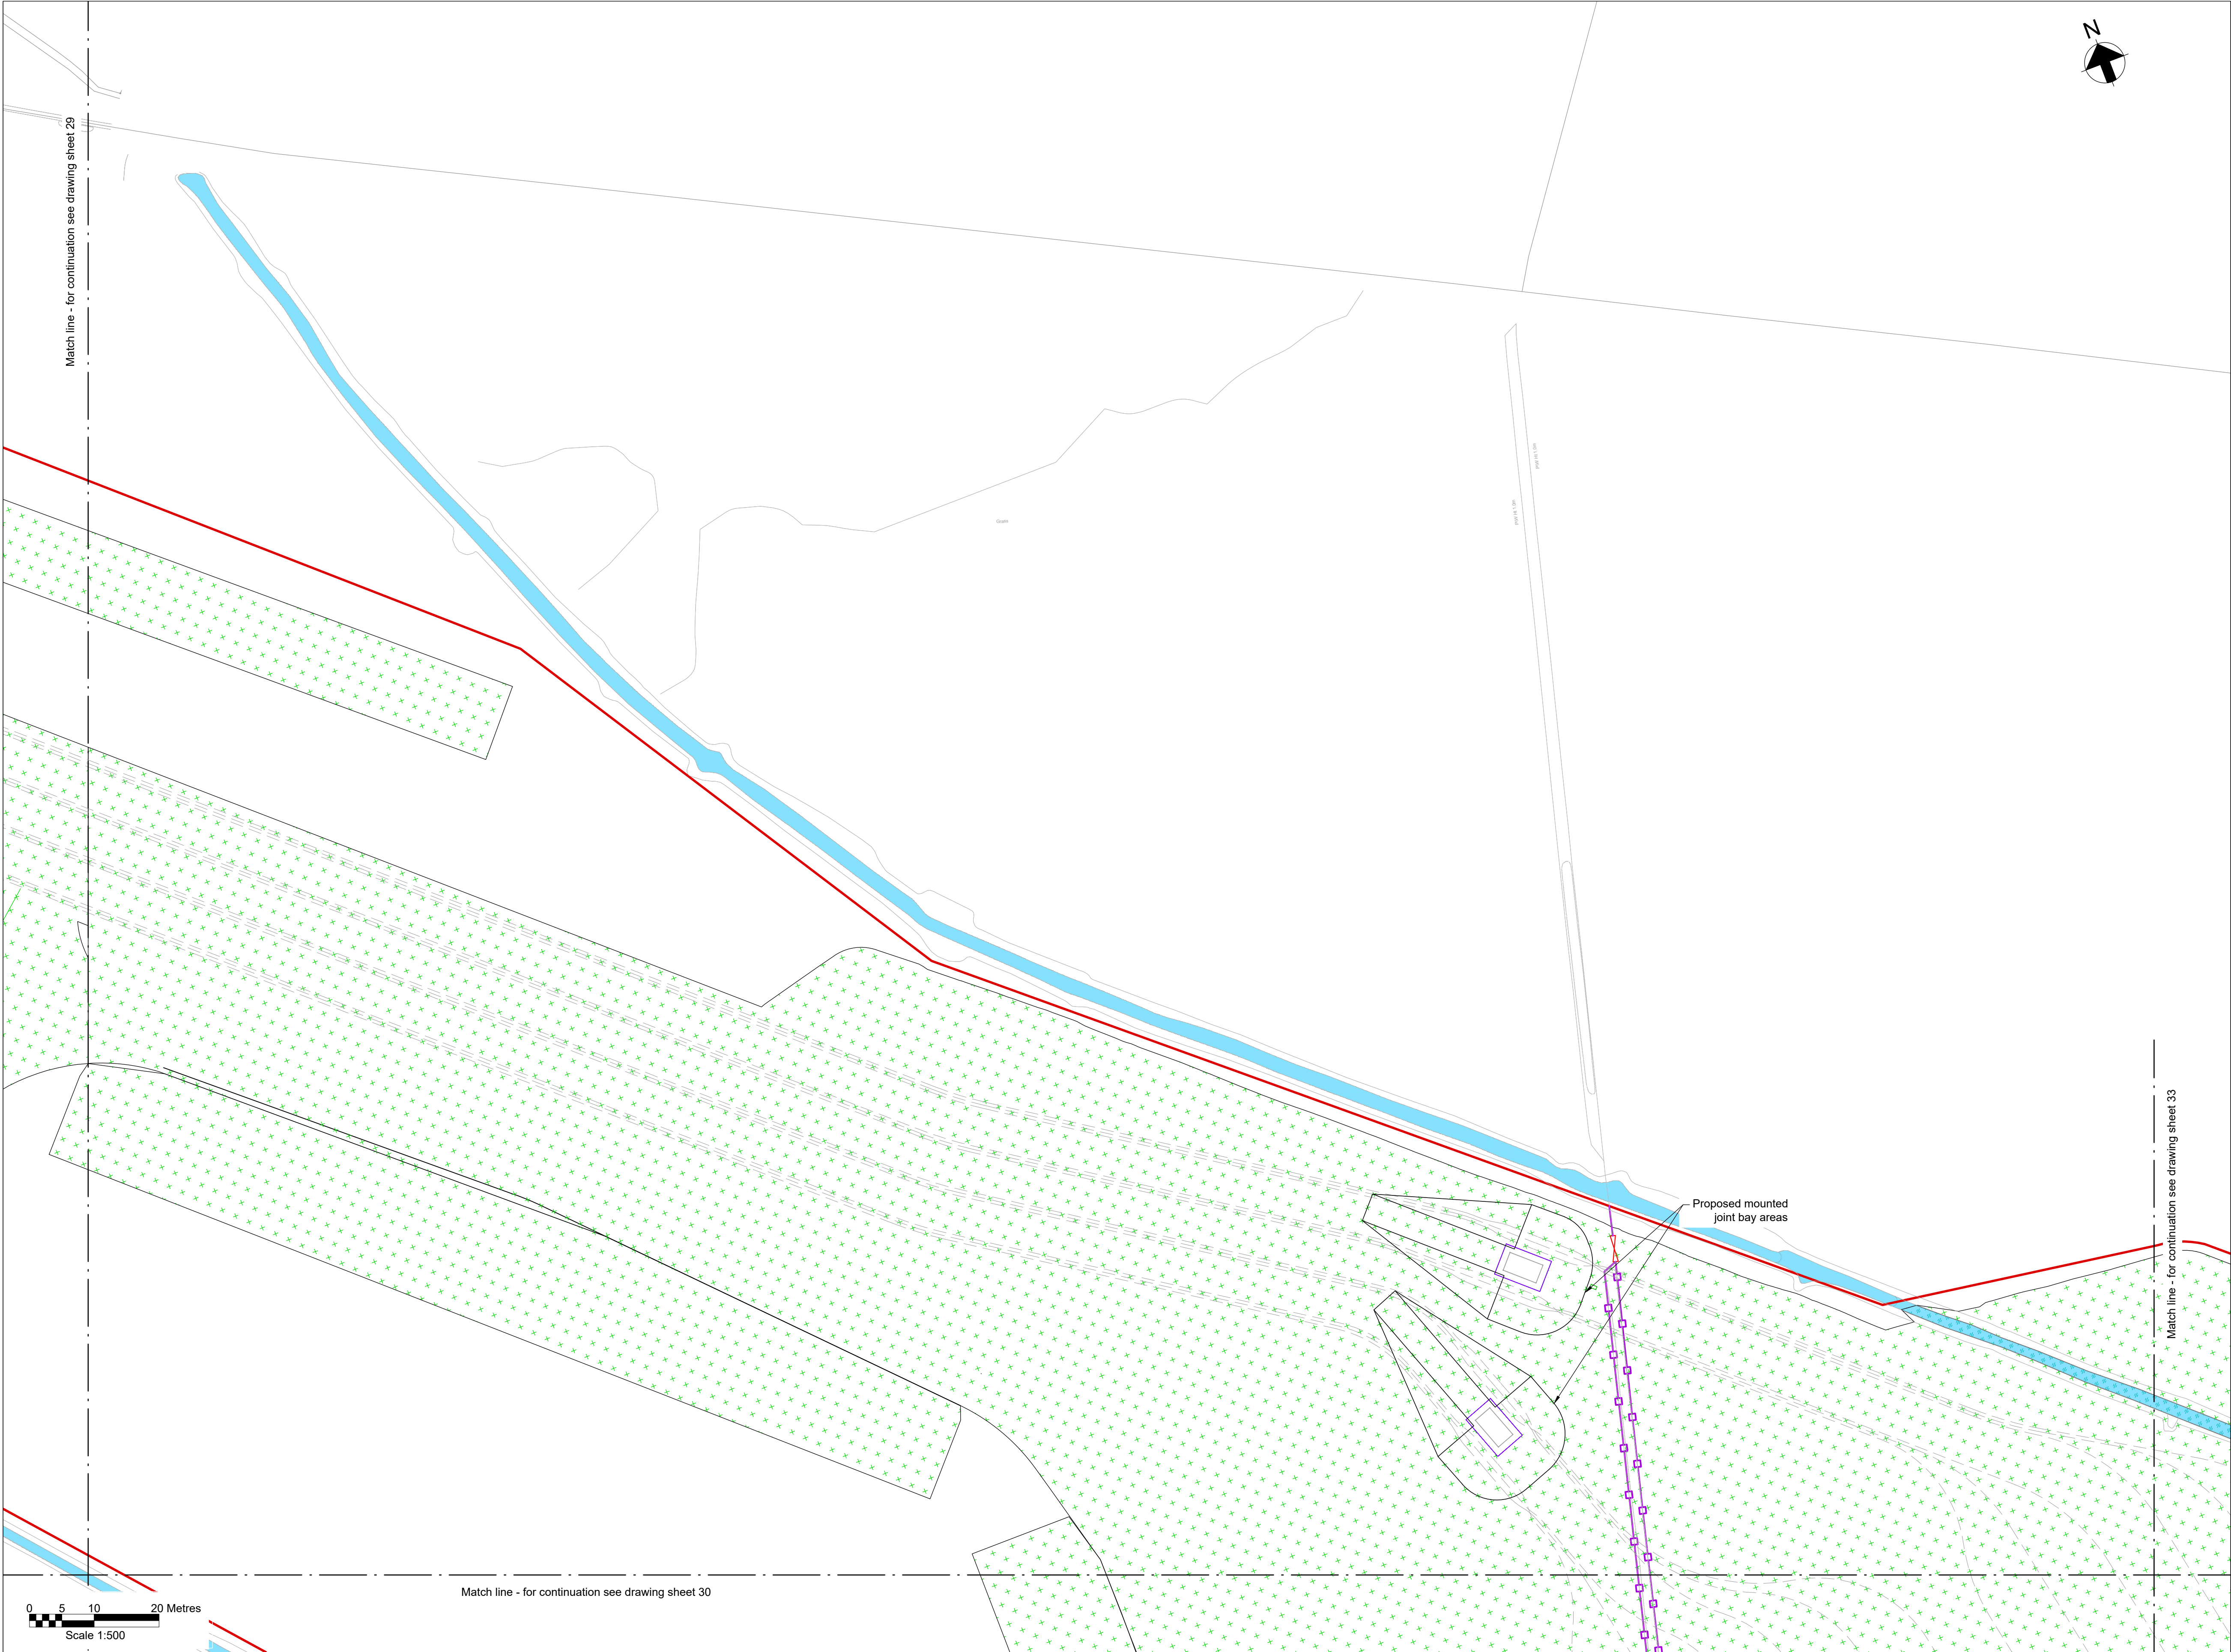 N
Match line - for continuation see drawing sheet 29
Proposed mounted
joint bay areas
Match line - for continuation see drawing sheet 33
Match line - for continuation see drawing sheet 30
0 5 10 20 Metres
Scale 1:500